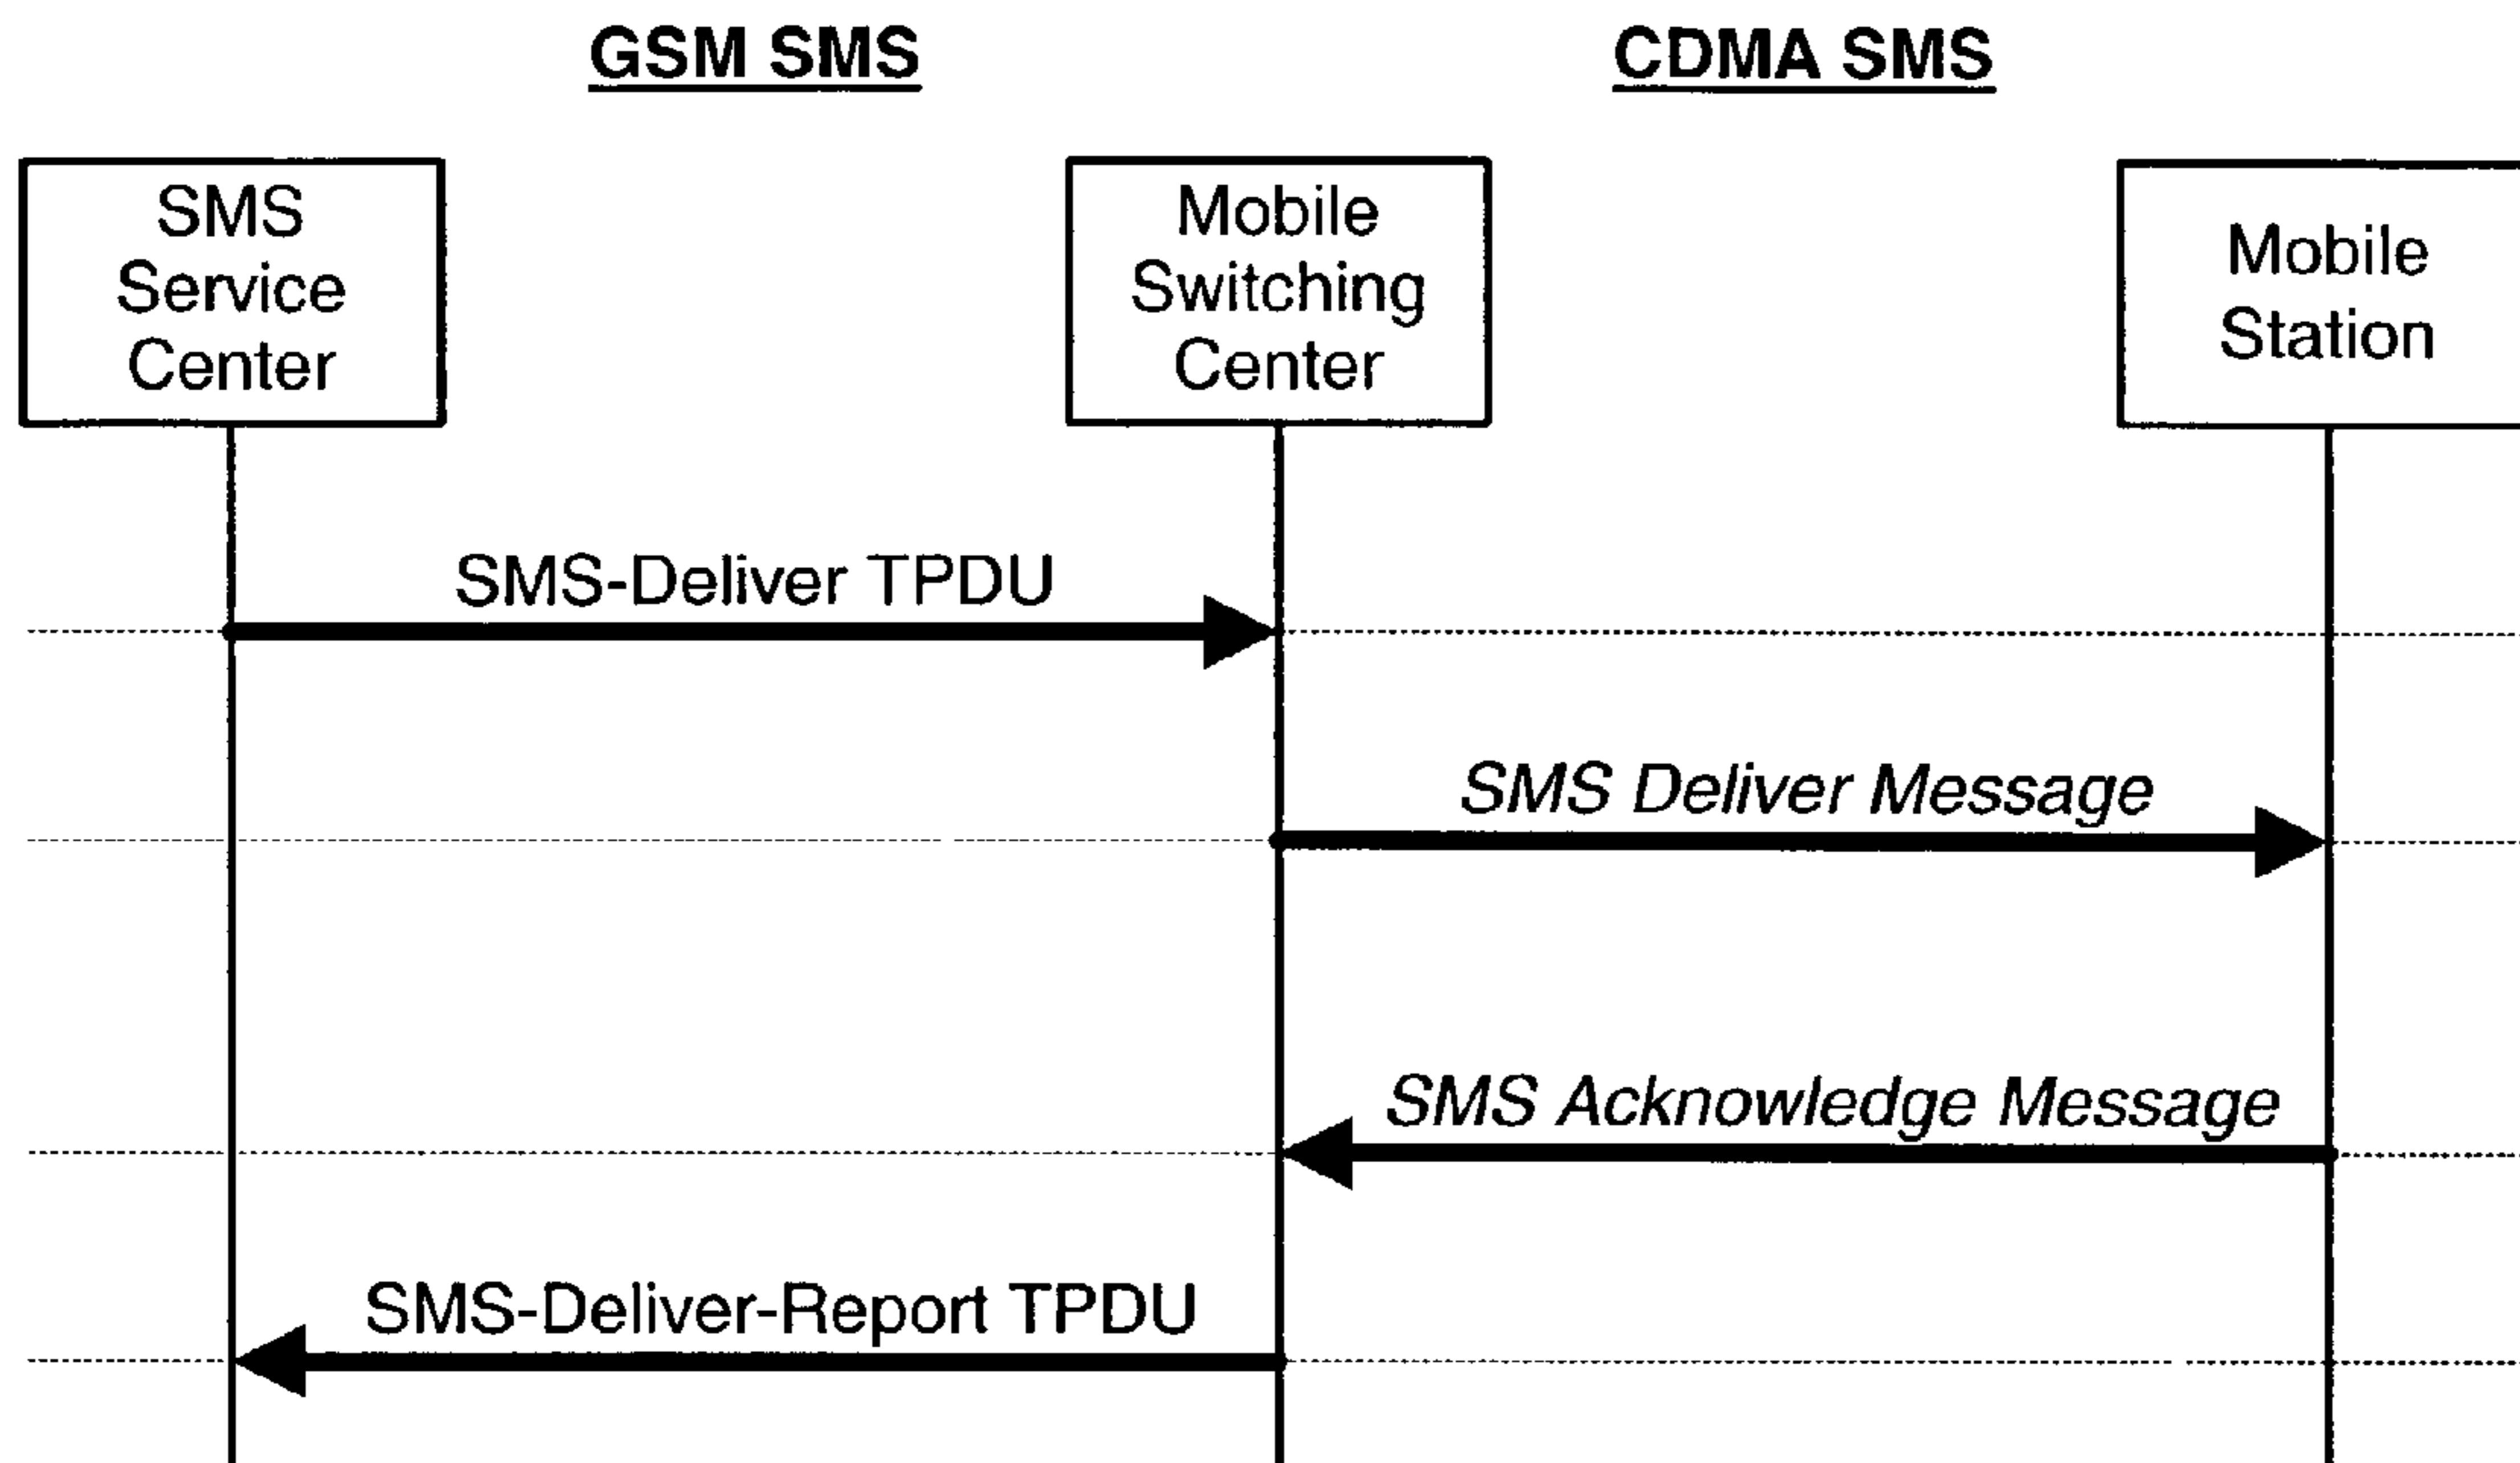 GSM SMS
CDMA SMS
SMS
Service
Center
Mobile
Switching
Center
Mobile
Station
SMS-Deliver TPDU
SMS Deliver Message
SMS Acknowledge Message
SMS-Deliver-Report TPDU